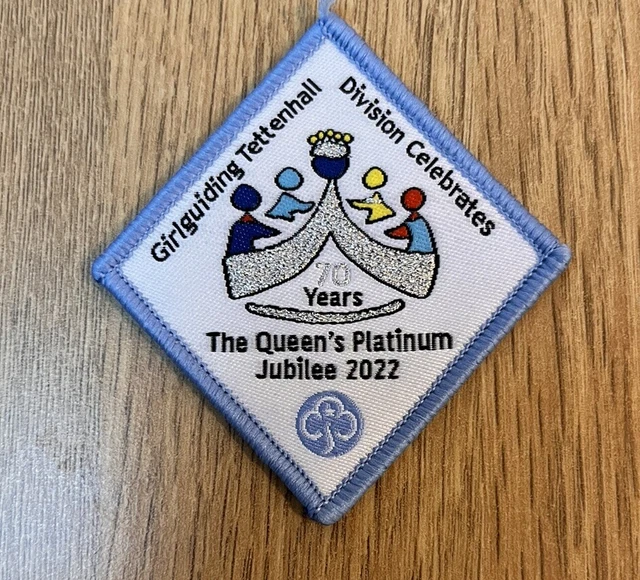 Girlguiding Tettenhall
Division Celebrates
70
Years
The Queen's Platinum
Jubilee 2022